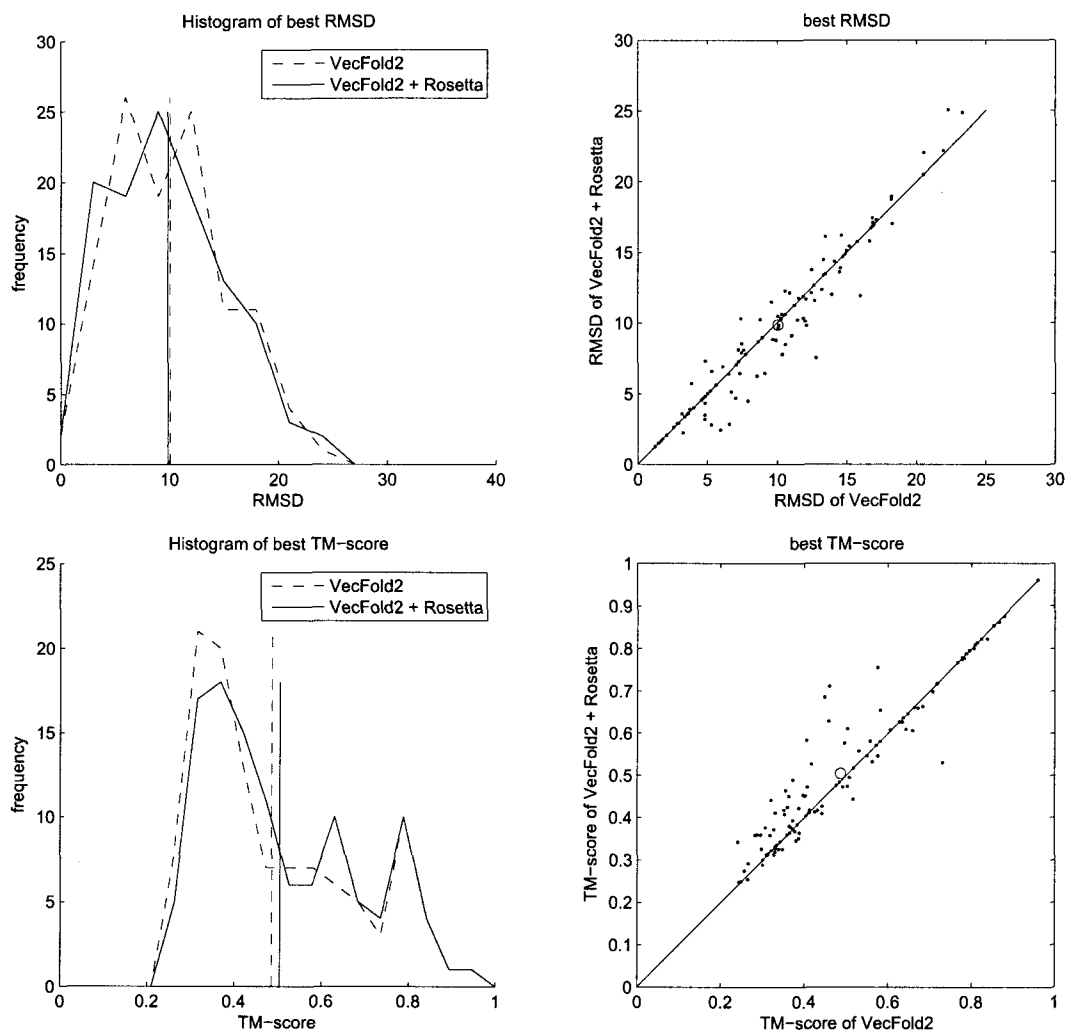 Histogram of best RMSD
30
25
20
15
10
5
0
frequency
VecFold2
VecFold2 + Rosetta
0 10 20 30 40
RMSD
best RMSD
30
25
20
15
10
5
0
RMSD of VecFold2 + Rosetta
0 5 10 15 20 25 30
RMSD of VecFold2
Histogram of best TM−score
25
20
15
10
5
0
frequency
VecFold2
VecFold2 + Rosetta
0 0.2 0.4 0.6 0.8 1
TM−score
best TM−score
1
0.9
0.8
0.7
0.6
0.5
0.4
0.3
0.2
0.1
0
TM−score of VecFold2 + Rosetta
0 0.2 0.4 0.6 0.8 1
TM−score of VecFold2